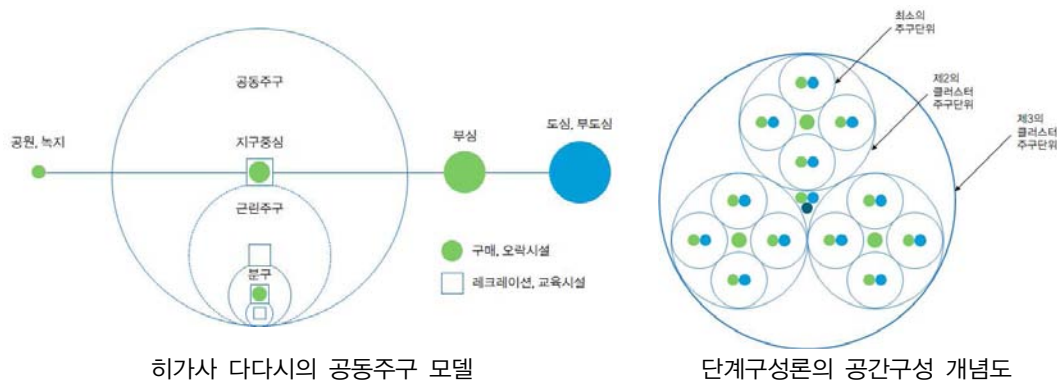 공동주구
공원, 녹지
지구중심
부심
도심, 부도심
근린주구
분구
구매, 오락시설
레크레이션, 교육시설
히가사 다다시의 공동주구 모델
최소의
주구단위
제2의
클러스터
주구단위
제3의
클러스터
주구단위
단계구성론의 공간구성 개념도